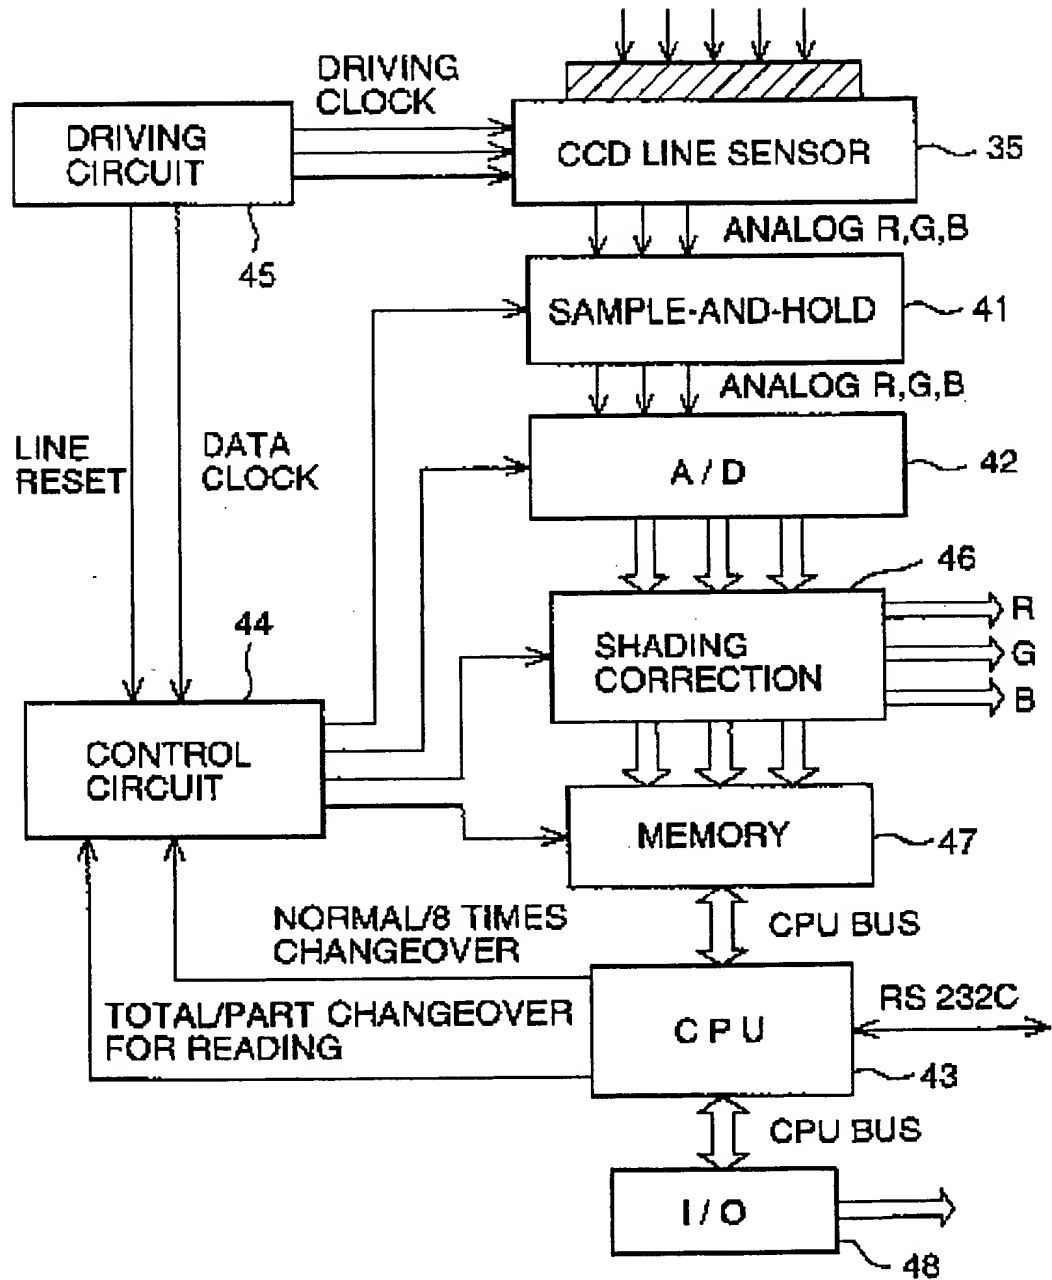 DRIVING
CLOCK
DRIVING
CIRCUIT
CCD LINE SENSOR
35
45
ANALOG R,G,B
SAMPLE-AND-HOLD
41
ANALOG R,G,B
LINE
RESET
DATA
CLOCK
A / D
42
46
44
SHADING
CORRECTION
R
G
B
CONTROL
CIRCUIT
MEMORY
47
NORMAL/8 TIMES
CHANGEOVER
CPU BUS
TOTAL/PART CHANGEOVER
FOR READING
C P U
RS 232C
43
CPU BUS
I / O
48